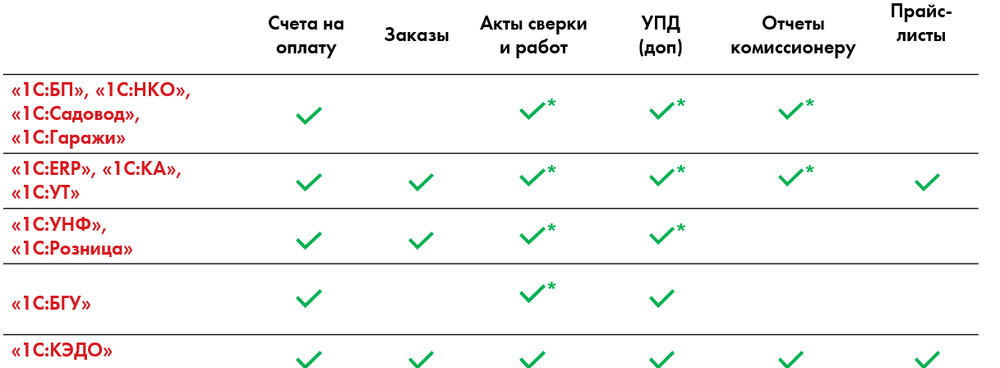 Счета на оплату
Заказы
Акты сверки и работ
УПД (доп)
Отчеты комиссионеру
Прайс-листы
«1С:БП», «1С:НКО»,
«1С:Садовод»,
«1С:Гаражи»
✓ ✓* ✓* ✓*
«1С:ERP», «1С:КА»,
«1С:УТ»
✓ ✓ ✓* ✓* ✓* ✓
«1С:УНФ»,
«1С:Розница»
✓ ✓ ✓* ✓*
«1С:БГУ»
✓ ✓* ✓
«1С:КЭДО»
✓ ✓ ✓ ✓ ✓ ✓